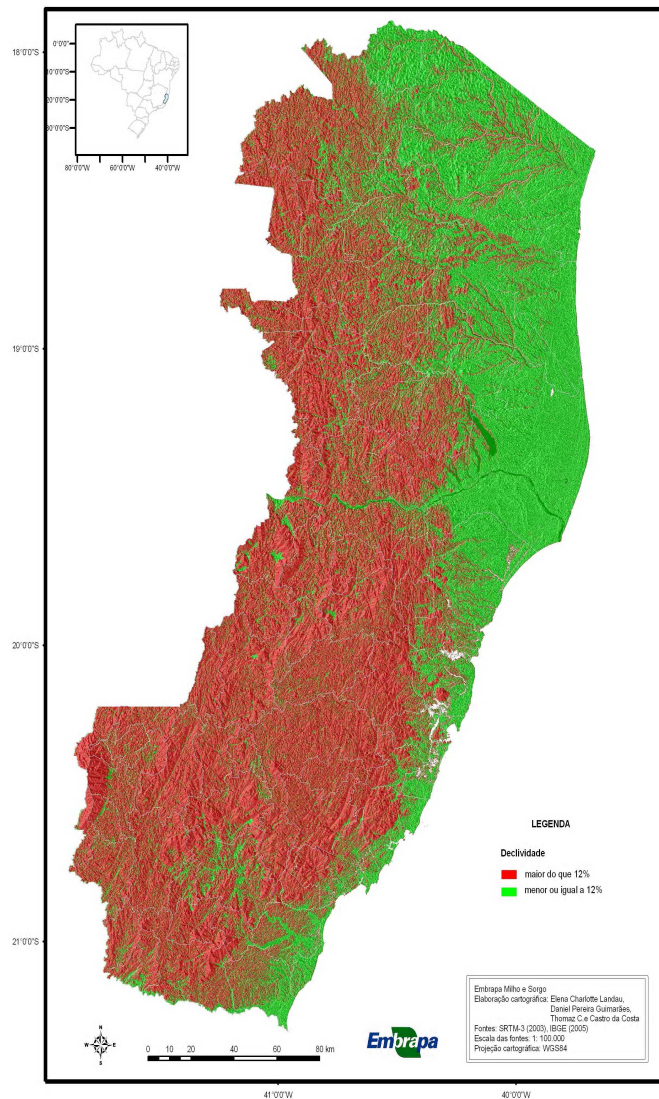 18°0'0"S
0°0'0"
10°0'0"S
20°0'0"S
30°0'0"S
80°0'0"W 60°0'0"W 40°0'0"W
19°0'0"S
20°0'0"S
21°0'0"S
LEGENDA
Declividade
maior do que 12%
menor ou igual a 12%
Embrapa Milho e Sorgo
Elaboração cartográfica: Elena Charlotte Landau,
Daniel Pereira Guimarães,
Thomaz C.e Castro da Costa
Fontes: SRTM-3 (2003), IBGE (2005)
Escala das fontes: 1: 100.000
Projeção cartográfica: WGS84
N
W E
S
0 10 20 40 60 80 km
Embrapa
41°0'0"W 40°0'0"W